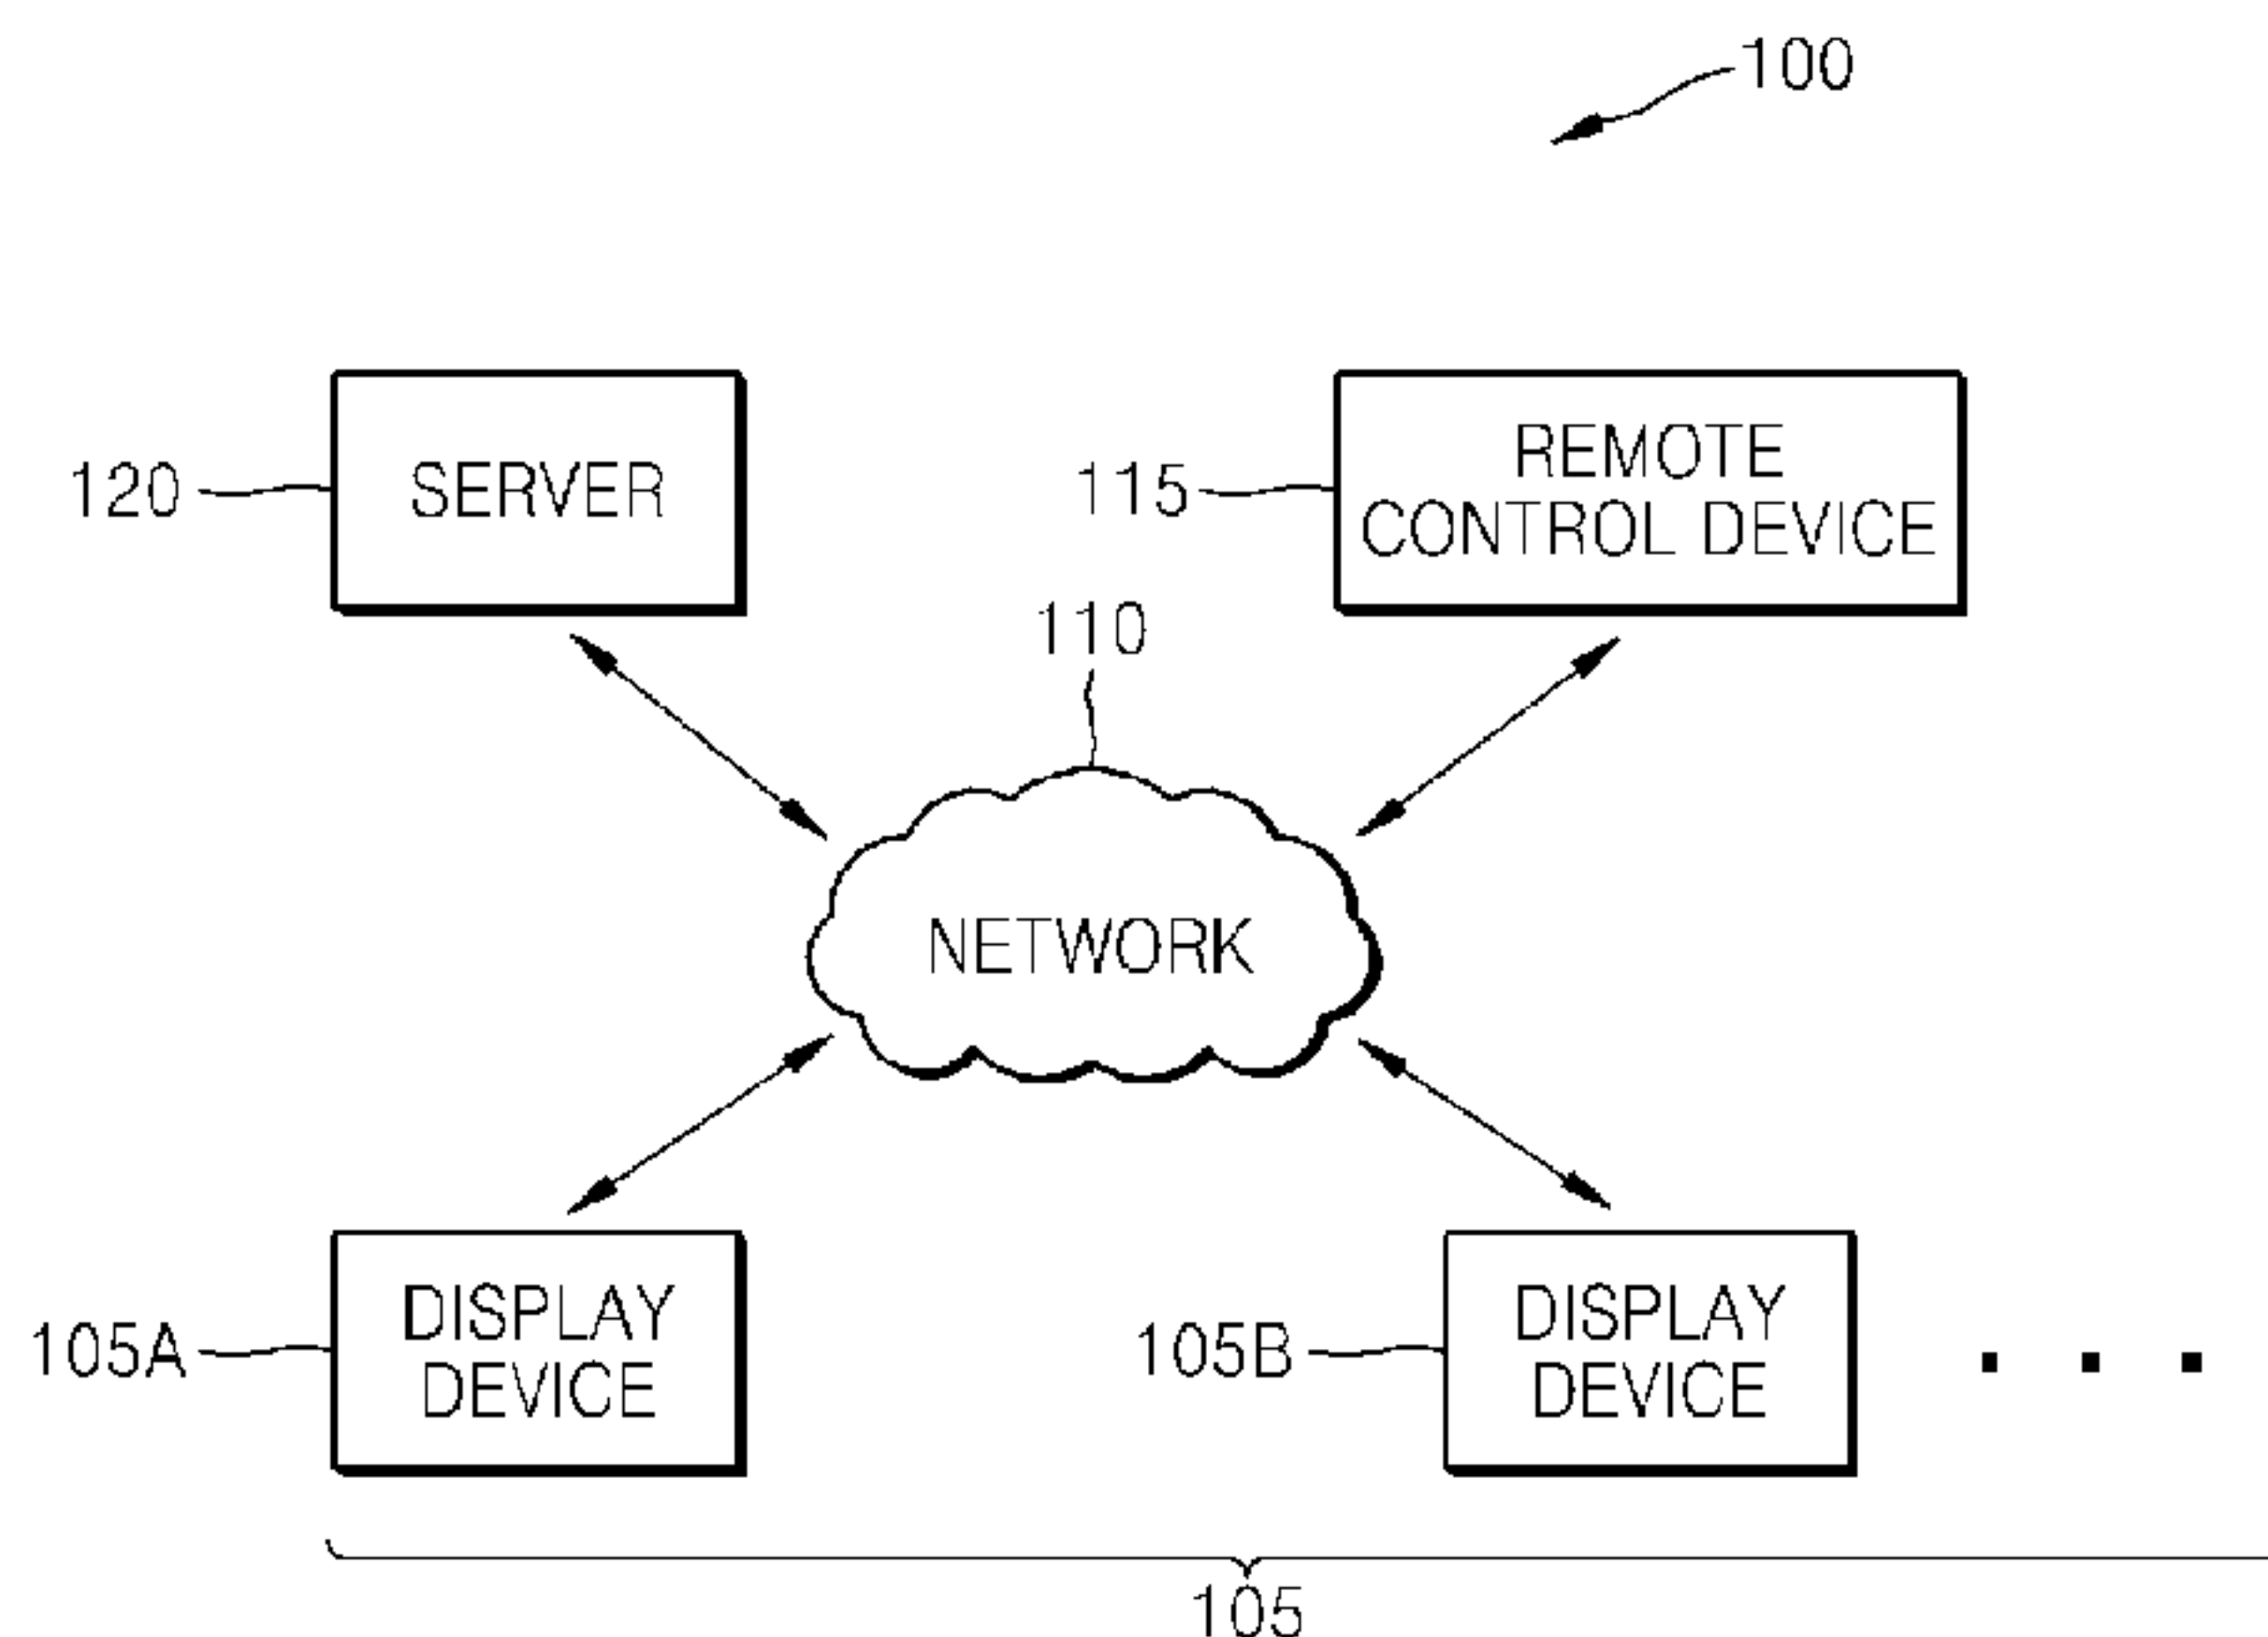 100
120
SERVER
115
REMOTE
CONTROL DEVICE
110
NETWORK
105A
DISPLAY
DEVICE
105B
DISPLAY
DEVICE
105